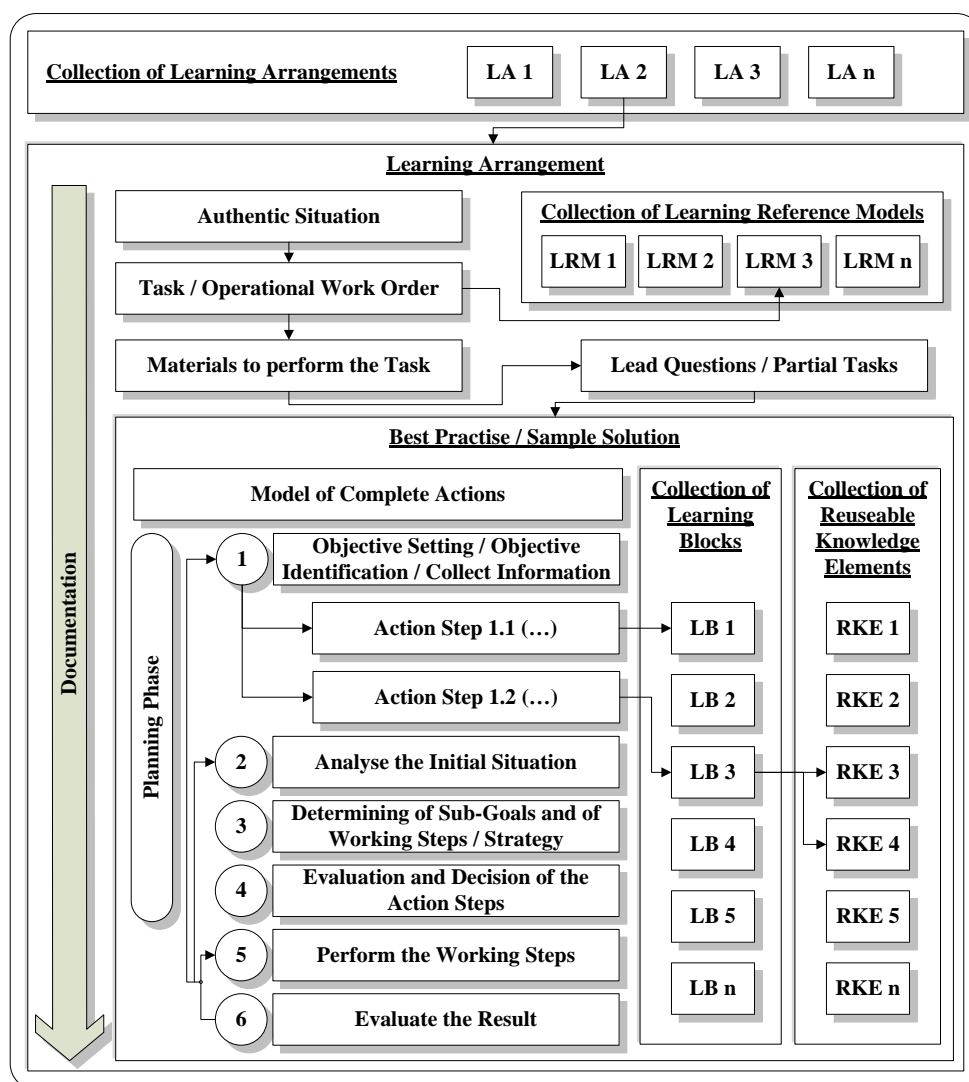 Collection of Learning Arrangements
LA 1
LA 2
LA 3
LA n
Learning Arrangement
Documentation
Authentic Situation
Task / Operational Work Order
Materials to perform the Task
Collection of Learning Reference Models
LRM 1
LRM 2
LRM 3
LRM n
Lead Questions / Partial Tasks
Best Practise / Sample Solution
Model of Complete Actions
Planning Phase
1
Objective Setting / Objective
Identification / Collect Information
Action Step 1.1 (…)
Action Step 1.2 (…)
2
Analyse the Initial Situation
3
Determining of Sub-Goals and of
Working Steps / Strategy
4
Evaluation and Decision of the
Action Steps
5
Perform the Working Steps
6
Evaluate the Result
Collection of
Learning
Blocks
LB 1
LB 2
LB 3
LB 4
LB 5
LB n
Collection of
Reuseable
Knowledge
Elements
RKE 1
RKE 2
RKE 3
RKE 4
RKE 5
RKE n